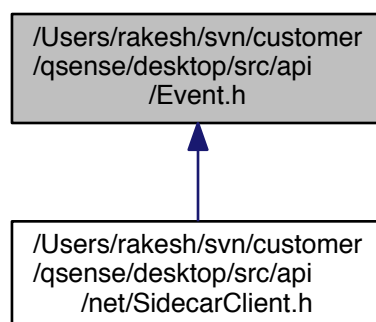 /Users/rakesh/svn/customer
/qsense/desktop/src/api
/Event.h
/Users/rakesh/svn/customer
/qsense/desktop/src/api
/net/SidecarClient.h